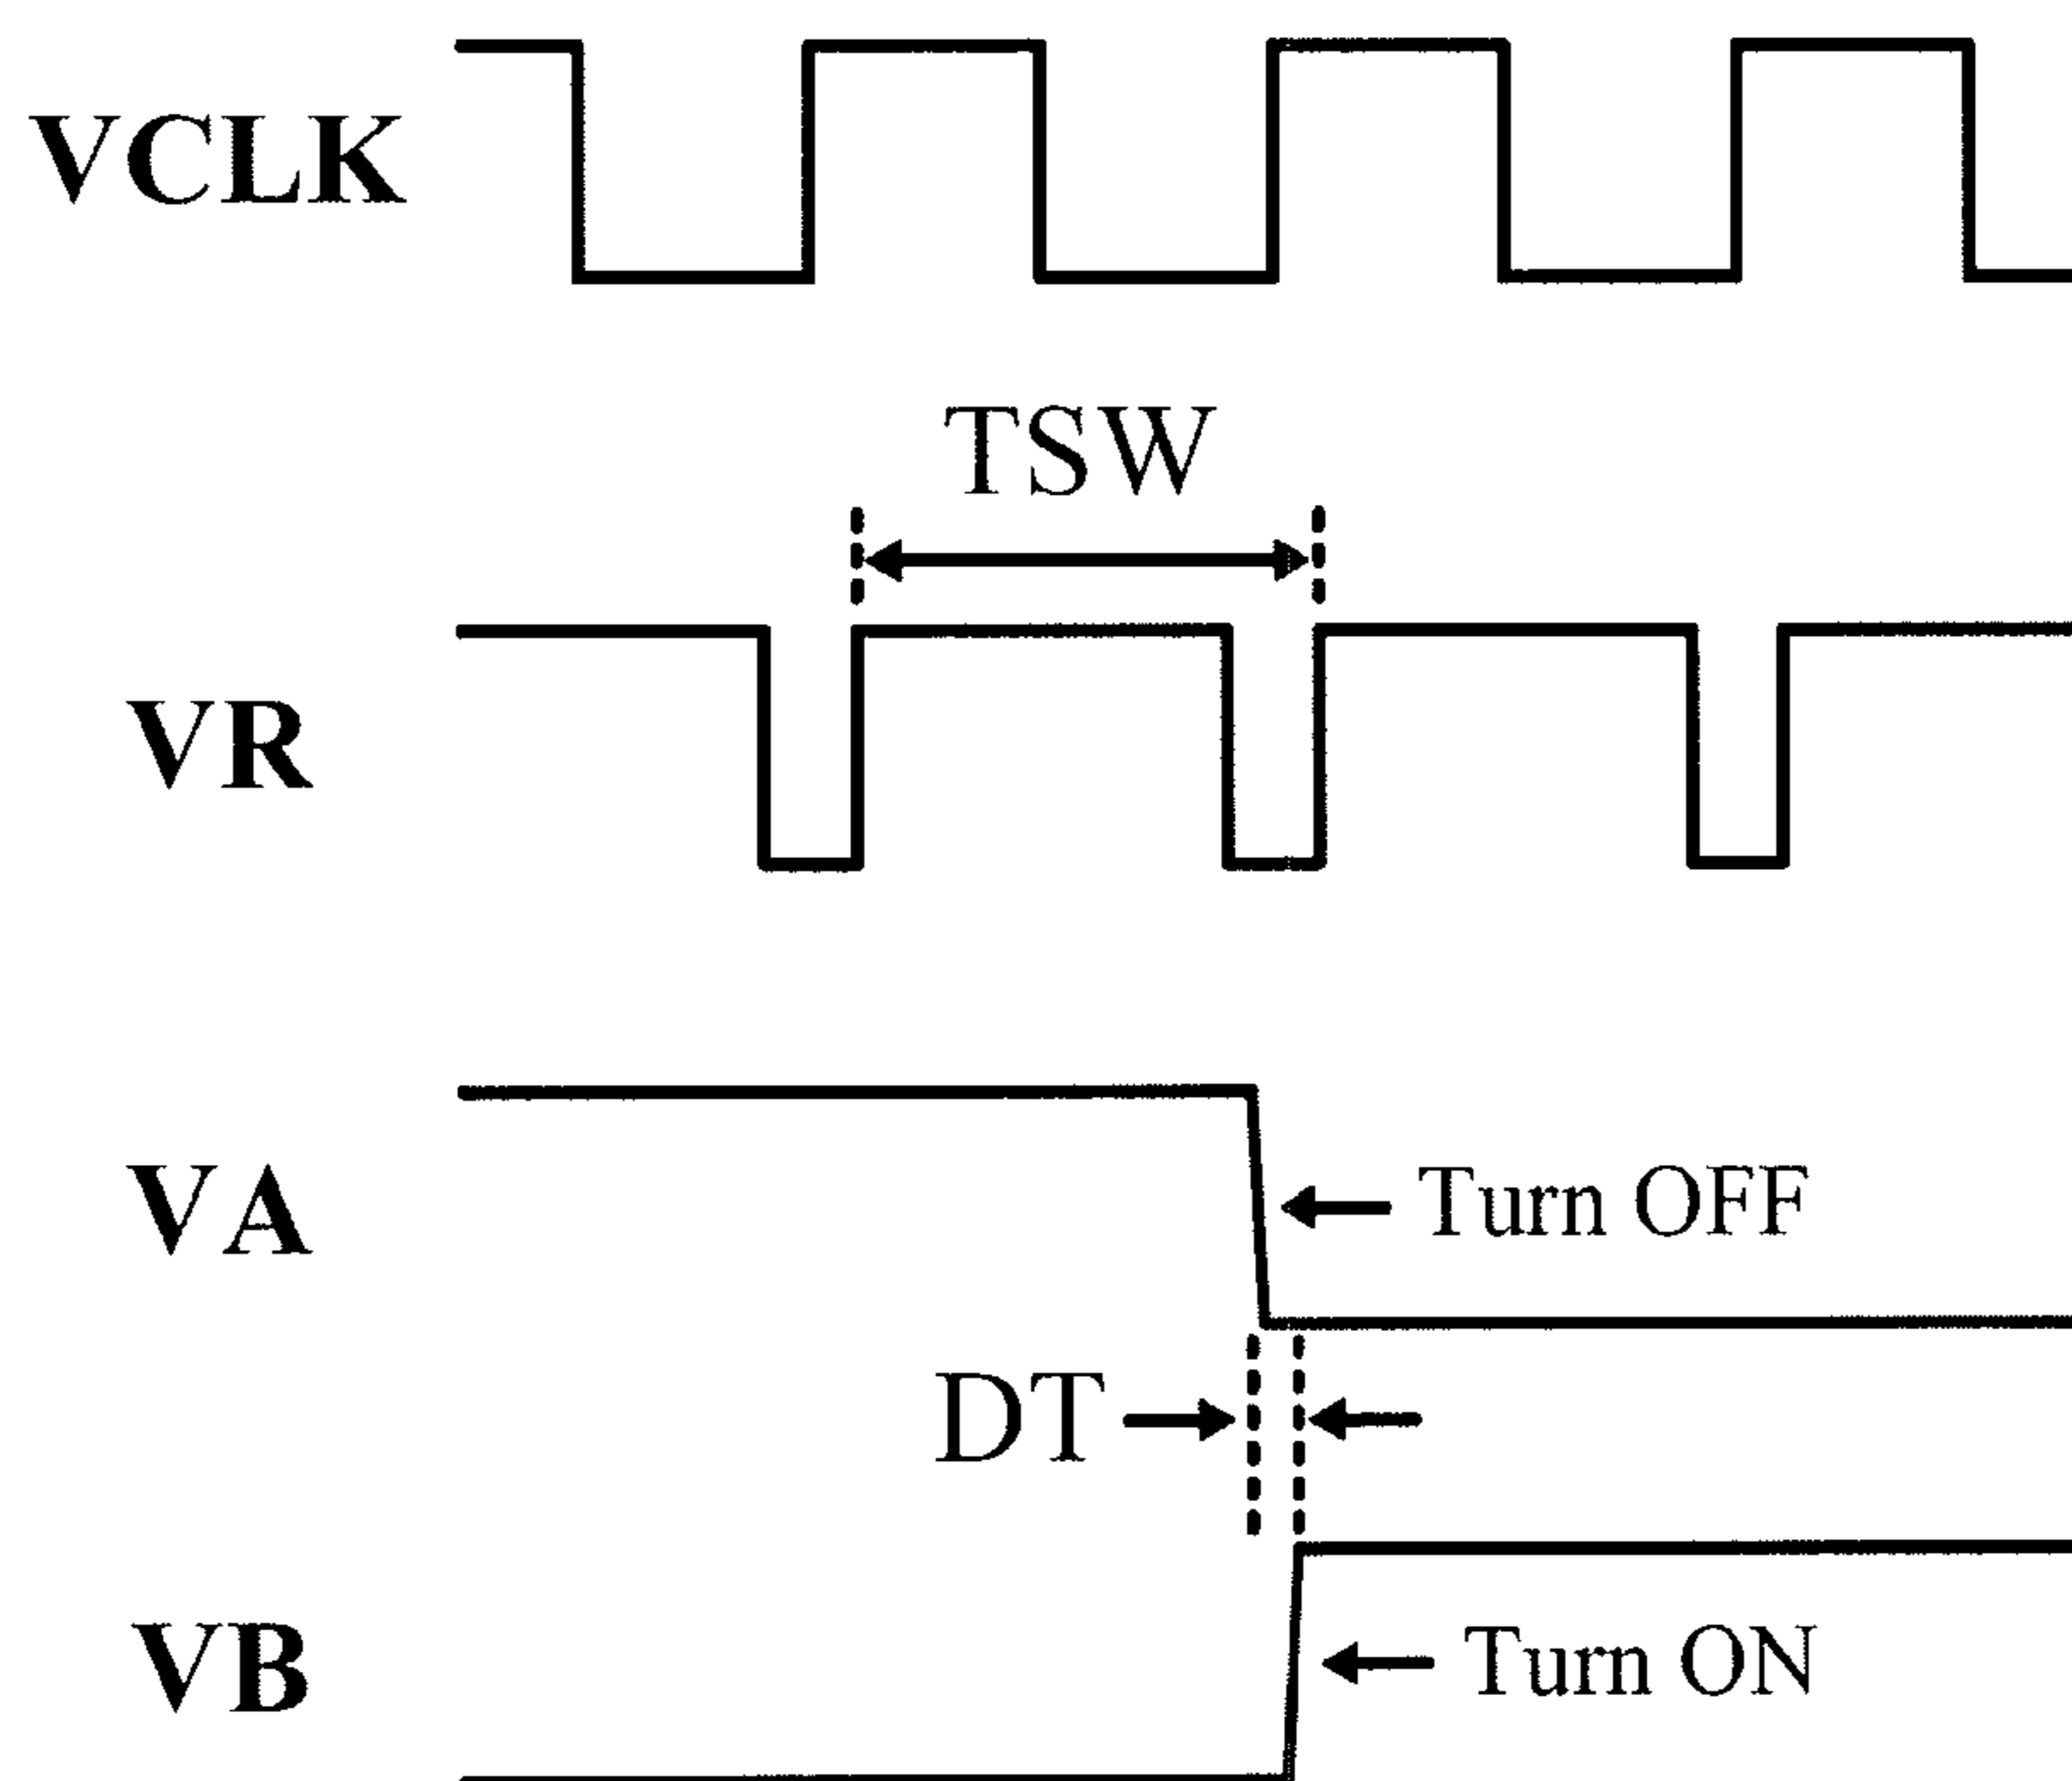 VCLK
TSW
VR
VA
Turn OFF
DT
VB
Turn ON